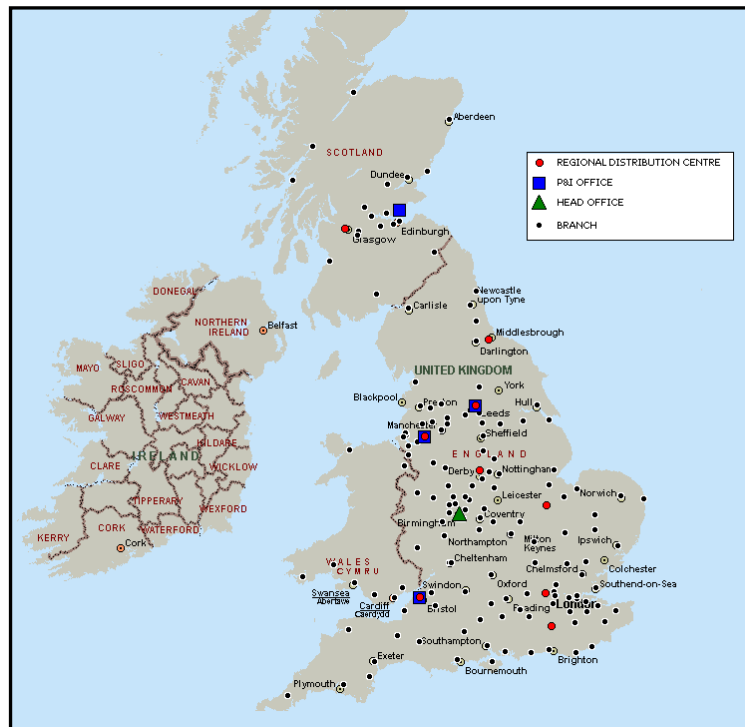 Aberdeen
SCOTLAND
Dundee
REGIONAL DISTRIBUTION CENTRE
P&I OFFICE
HEAD OFFICE
BRANCH
Edinburgh
Glasgow
DONEGAL
Newcastle
upon Tyne
Carlisle
NORTHERN
IRELAND
Belfast
Middlesbrough
Darlington
MAYO
SLIGO
ROSCOMMON
CAVAN
UNITED KINGDOM
York
Blackpool
Preston
Leeds
Hull
GALWAY
WESTMEATH
Manchester
Sheffield
KILDARE
IRELAND
ENGLAND
CLARE
WICKLOW
Derby
Nottingham
Leicester
Norwich
TIPPERARY
WEXFORD
Birmingham
Coventry
KERRY
CORK
WATERFORD
Cork
Northampton
Milton
Keynes
Ipswich
WALES
CYMRU
Cheltenham
Chelmsford
Colchester
Swansea
Abertawe
Swindon
Oxford
Southend-on-Sea
Cardiff
Caerdydd
Bristol
Reading
London
Southampton
Exeter
Bournemouth
Brighton
Plymouth